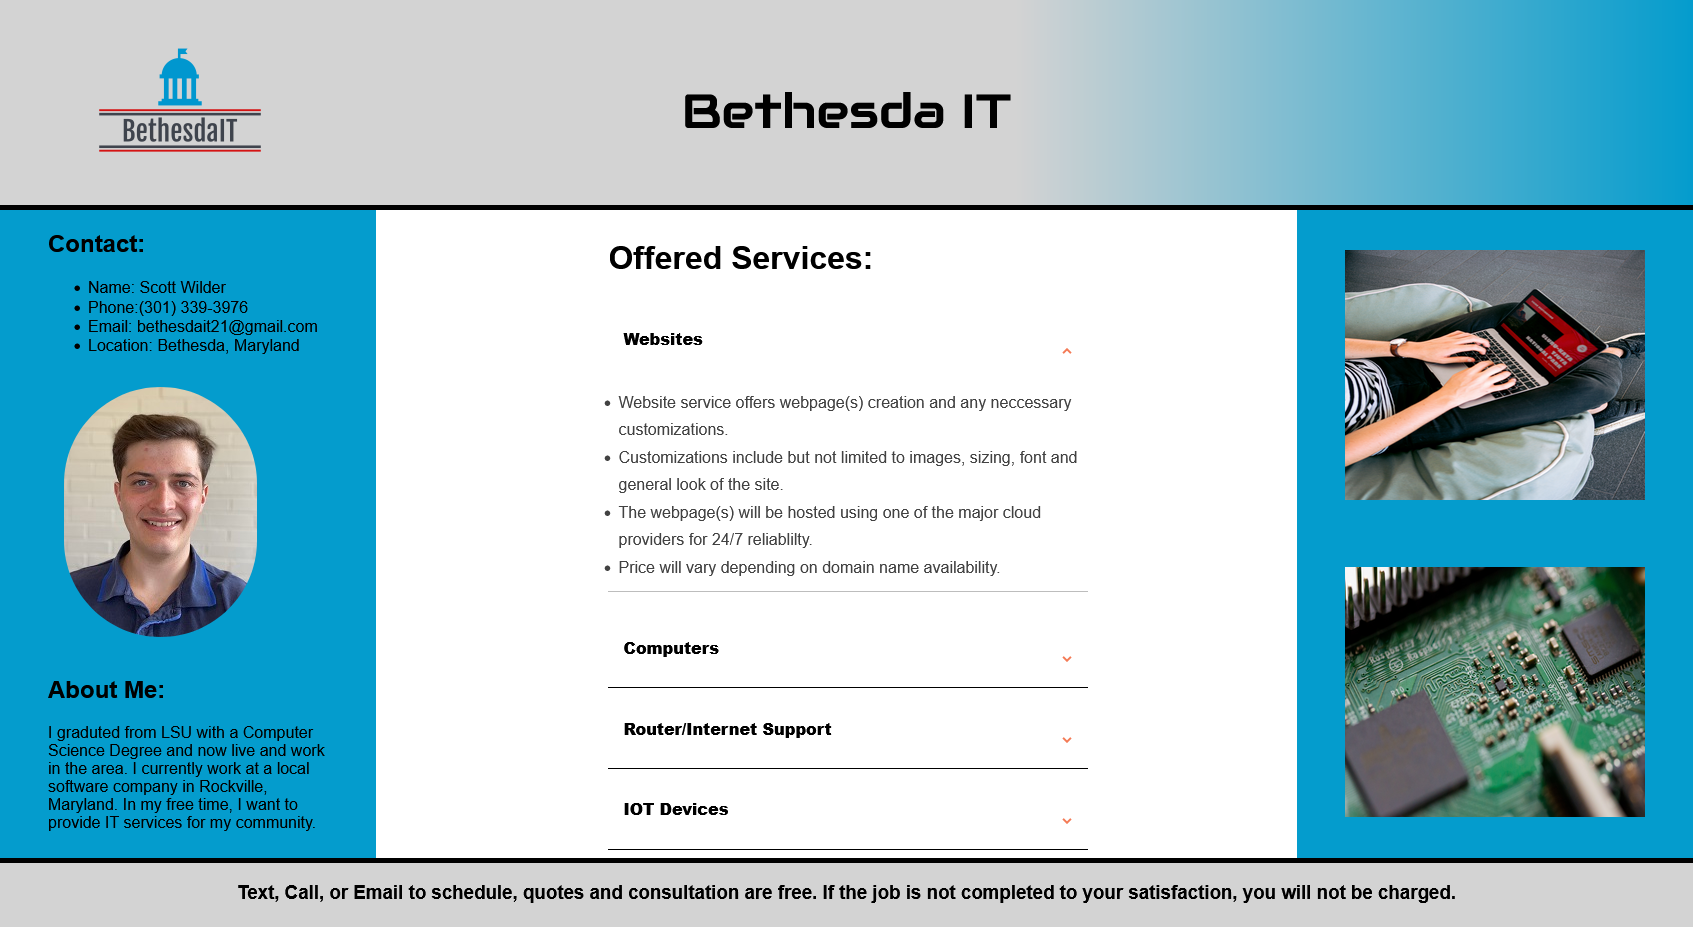 BethesdaIT
Bethesda IT
Contact:
Name: Scott Wilder
Phone:(301) 339-3976
Email: bethesdait21@gmail.com
Location: Bethesda, Maryland
About Me:
I graduted from LSU with a Computer
Science Degree and now live and work
in the area. I currently work at a local
software company in Rockville,
Maryland. In my free time, I want to
provide IT services for my community.
Offered Services:
Websites
Website service offers webpage(s) creation and any neccessary
customizations.
Customizations include but not limited to images, sizing, font and
general look of the site.
The webpage(s) will be hosted using one of the major cloud
providers for 24/7 reliablilty.
Price will vary depending on domain name availability.
Computers
Router/Internet Support
IOT Devices
Raspberry
Text, Call, or Email to schedule, quotes and consultation are free. If the job is not completed to your satisfaction, you will not be charged.